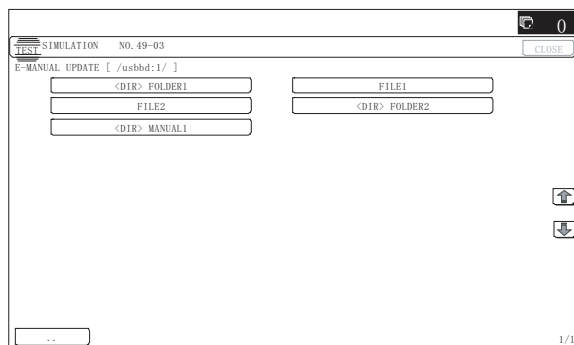 0
TEST SIMULATION NO. 49-03 CLOSE
E-MANUAL UPDATE [ /usbbd:1/ ]
<DIR> FOLDER1 FILE1
FILE2 <DIR> FOLDER2
<DIR> MANUAL1
.. 1/1